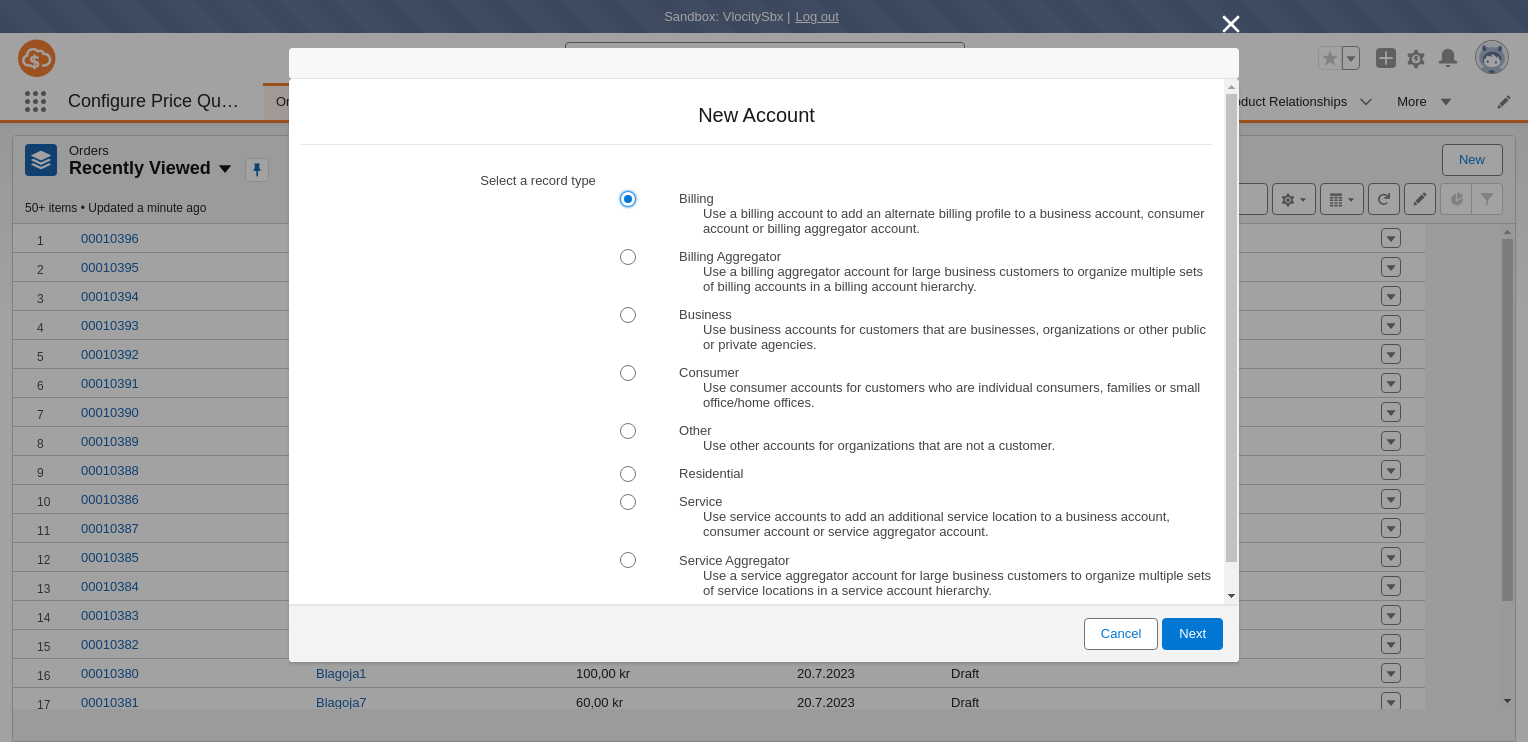 Sandbox: VlocitySbx | Log out
Configure Price Qu...
oduct Relationships
More
Orders
Recently Viewed
New
50+ items • Updated a minute ago
New Account
Select a record type
Billing
Use a billing account to add an alternate billing profile to a business account, consumer
account or billing aggregator account.
Billing Aggregator
Use a billing aggregator account for large business customers to organize multiple sets
of billing accounts in a billing account hierarchy.
Business
Use business accounts for customers that are businesses, organizations or other public
or private agencies.
Consumer
Use consumer accounts for customers who are individual consumers, families or small
office/home offices.
Other
Use other accounts for organizations that are not a customer.
Residential
Service
Use service accounts to add an additional service location to a business account,
consumer account or service aggregator account.
Service Aggregator
Use a service aggregator account for large business customers to organize multiple sets
of service locations in a service account hierarchy.
Cancel
Next
1 00010396
2 00010395
3 00010394
4 00010393
5 00010392
6 00010391
7 00010390
8 00010389
9 00010388
10 00010386
11 00010387
12 00010385
13 00010384
14 00010383
15 00010382
16 00010380 Blagoja1 100,00 kr 20.7.2023 Draft
17 00010381 Blagoja7 60,00 kr 20.7.2023 Draft